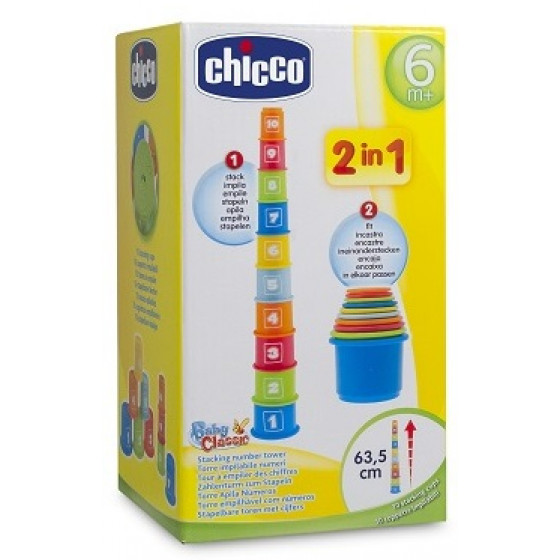 chicco
6
m+
2 in 1
1
stack
impila
empile
stapeln
apila
empilha
stapelen
2
fit
incastra
encastre
ineinanderstecken
encaja
encaixa
in elkaar passen
10
9
8
7
6
5
4
3
2
1
Baby
Classic
Stacking number tower
Torre impilabile numeri
Tour à empiler des chiffres
Zahlenturm zum Stapeln
Torre Apila Números
Torre empilhável com números
Stapelbare toren met cijfers
63,5
cm
10 stacking cups